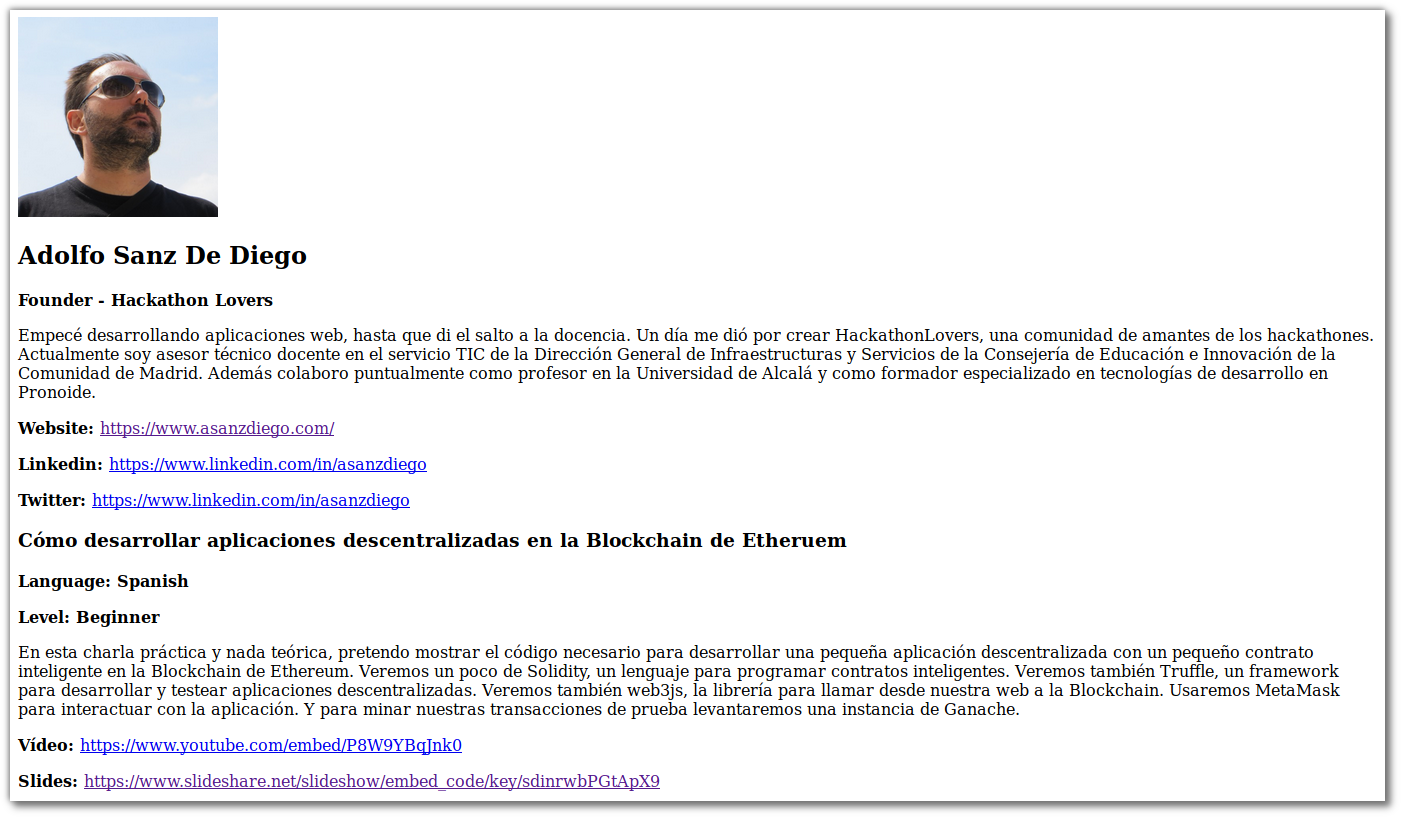 Adolfo Sanz De Diego
Founder - Hackathon Lovers
Empecé desarrollando aplicaciones web, hasta que di el salto a la docencia. Un día me dió por crear HackathonLovers, una comunidad de amantes de los hackathones.
Actualmente soy asesor técnico docente en el servicio TIC de la Dirección General de Infraestructuras y Servicios de la Consejería de Educación e Innovación de la
Comunidad de Madrid. Además colaboro puntualmente como profesor en la Universidad de Alcalá y como formador especializado en tecnologías de desarrollo en
Pronoide.
Website: https://www.asanzdiego.com/
Linkedin: https://www.linkedin.com/in/asanzdiego
Twitter: https://www.linkedin.com/in/asanzdiego
Cómo desarrollar aplicaciones descentralizadas en la Blockchain de Etheruem
Language: Spanish
Level: Beginner
En esta charla práctica y nada teórica, pretendo mostrar el código necesario para desarrollar una pequeña aplicación descentralizada con un pequeño contrato
inteligente en la Blockchain de Ethereum. Veremos un poco de Solidity, un lenguaje para programar contratos inteligentes. Veremos también Truffle, un framework
para desarrollar y testear aplicaciones descentralizadas. Veremos también web3js, la librería para llamar desde nuestra web a la Blockchain. Usaremos MetaMask
para interactuar con la aplicación. Y para minar nuestras transacciones de prueba levantaremos una instancia de Ganache.
Vídeo: https://www.youtube.com/embed/P8W9YBqJnk0
Slides: https://www.slideshare.net/slideshow/embed_code/key/sdinrwbPGtApX9